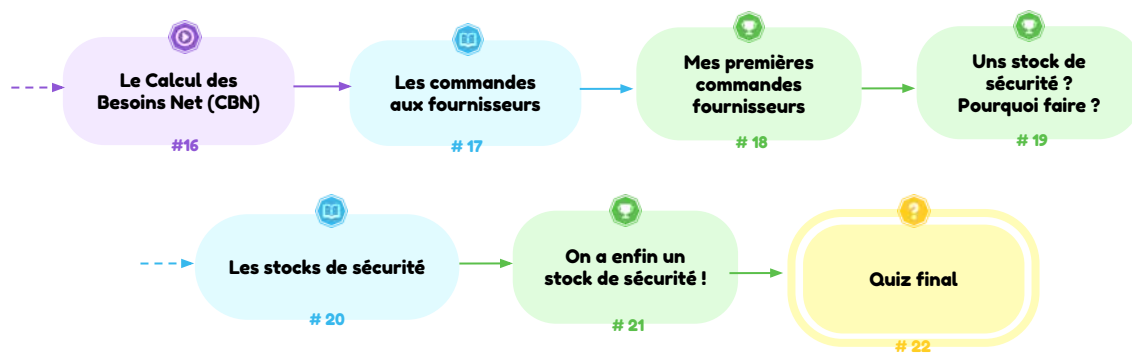 Le Calcul des
Besoins Net (CBN)
#16
Les commandes
aux fournisseurs
# 17
Mes premières
commandes
fournisseurs
# 18
Uns stock de
sécurité ?
Pourquoi faire ?
# 19
Les stocks de sécurité
# 20
On a enfin un
stock de sécurité !
# 21
?
Quiz final
# 22